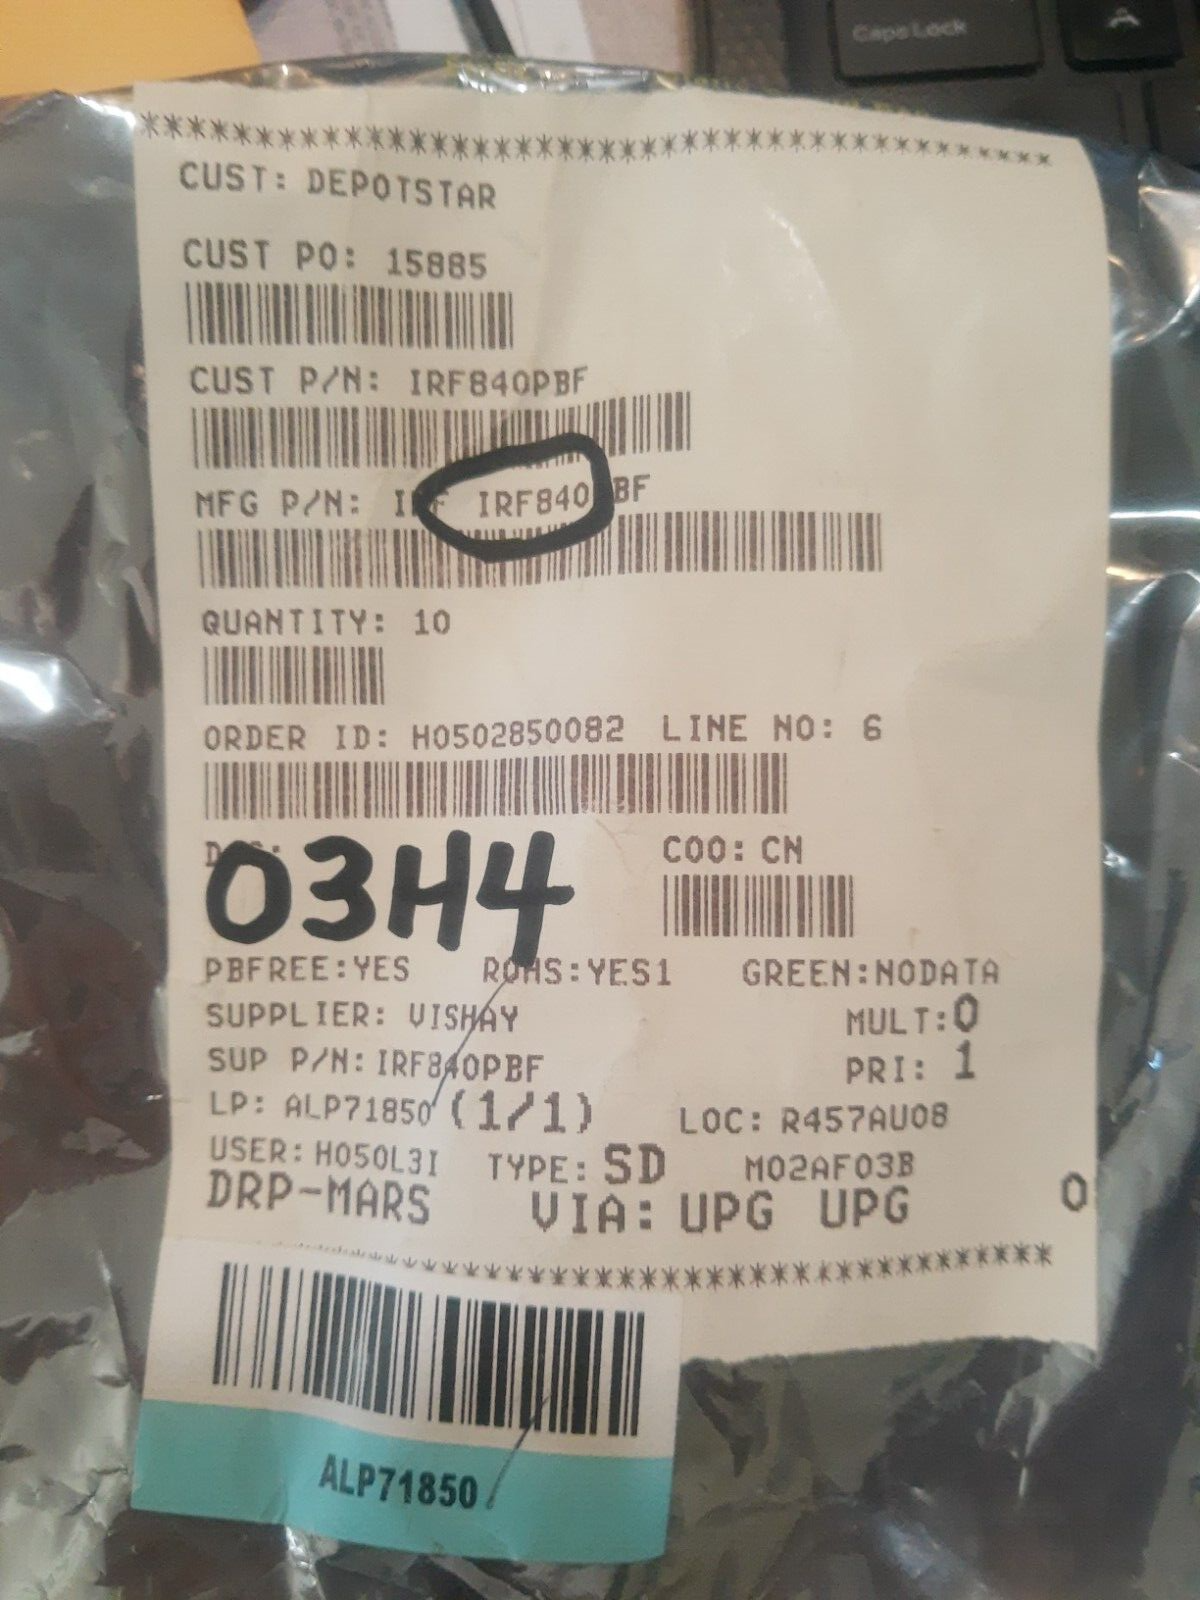 Caps Lock
************************************************
CUST: DEPOTSTAR
CUST PO: 15885
CUST P/N: IRF840PBF
MFG P/N: IRF IRF840PBF
QUANTITY: 10
ORDER ID: H0502850082 LINE NO: 6
03H4 COO: CN
PBFREE:YES ROHS:YES1 GREEN:NODATA
SUPPLIER: VISHAY MULT:0
SUP P/N:IRF840PBF PRI: 1
LP: ALP71850 (1/1) LOC: R457AU08
USER: H050L3I TYPE: SD M02AF03B
DRP-MARS VIA: UPG UPG 0
************************************************
ALP71850